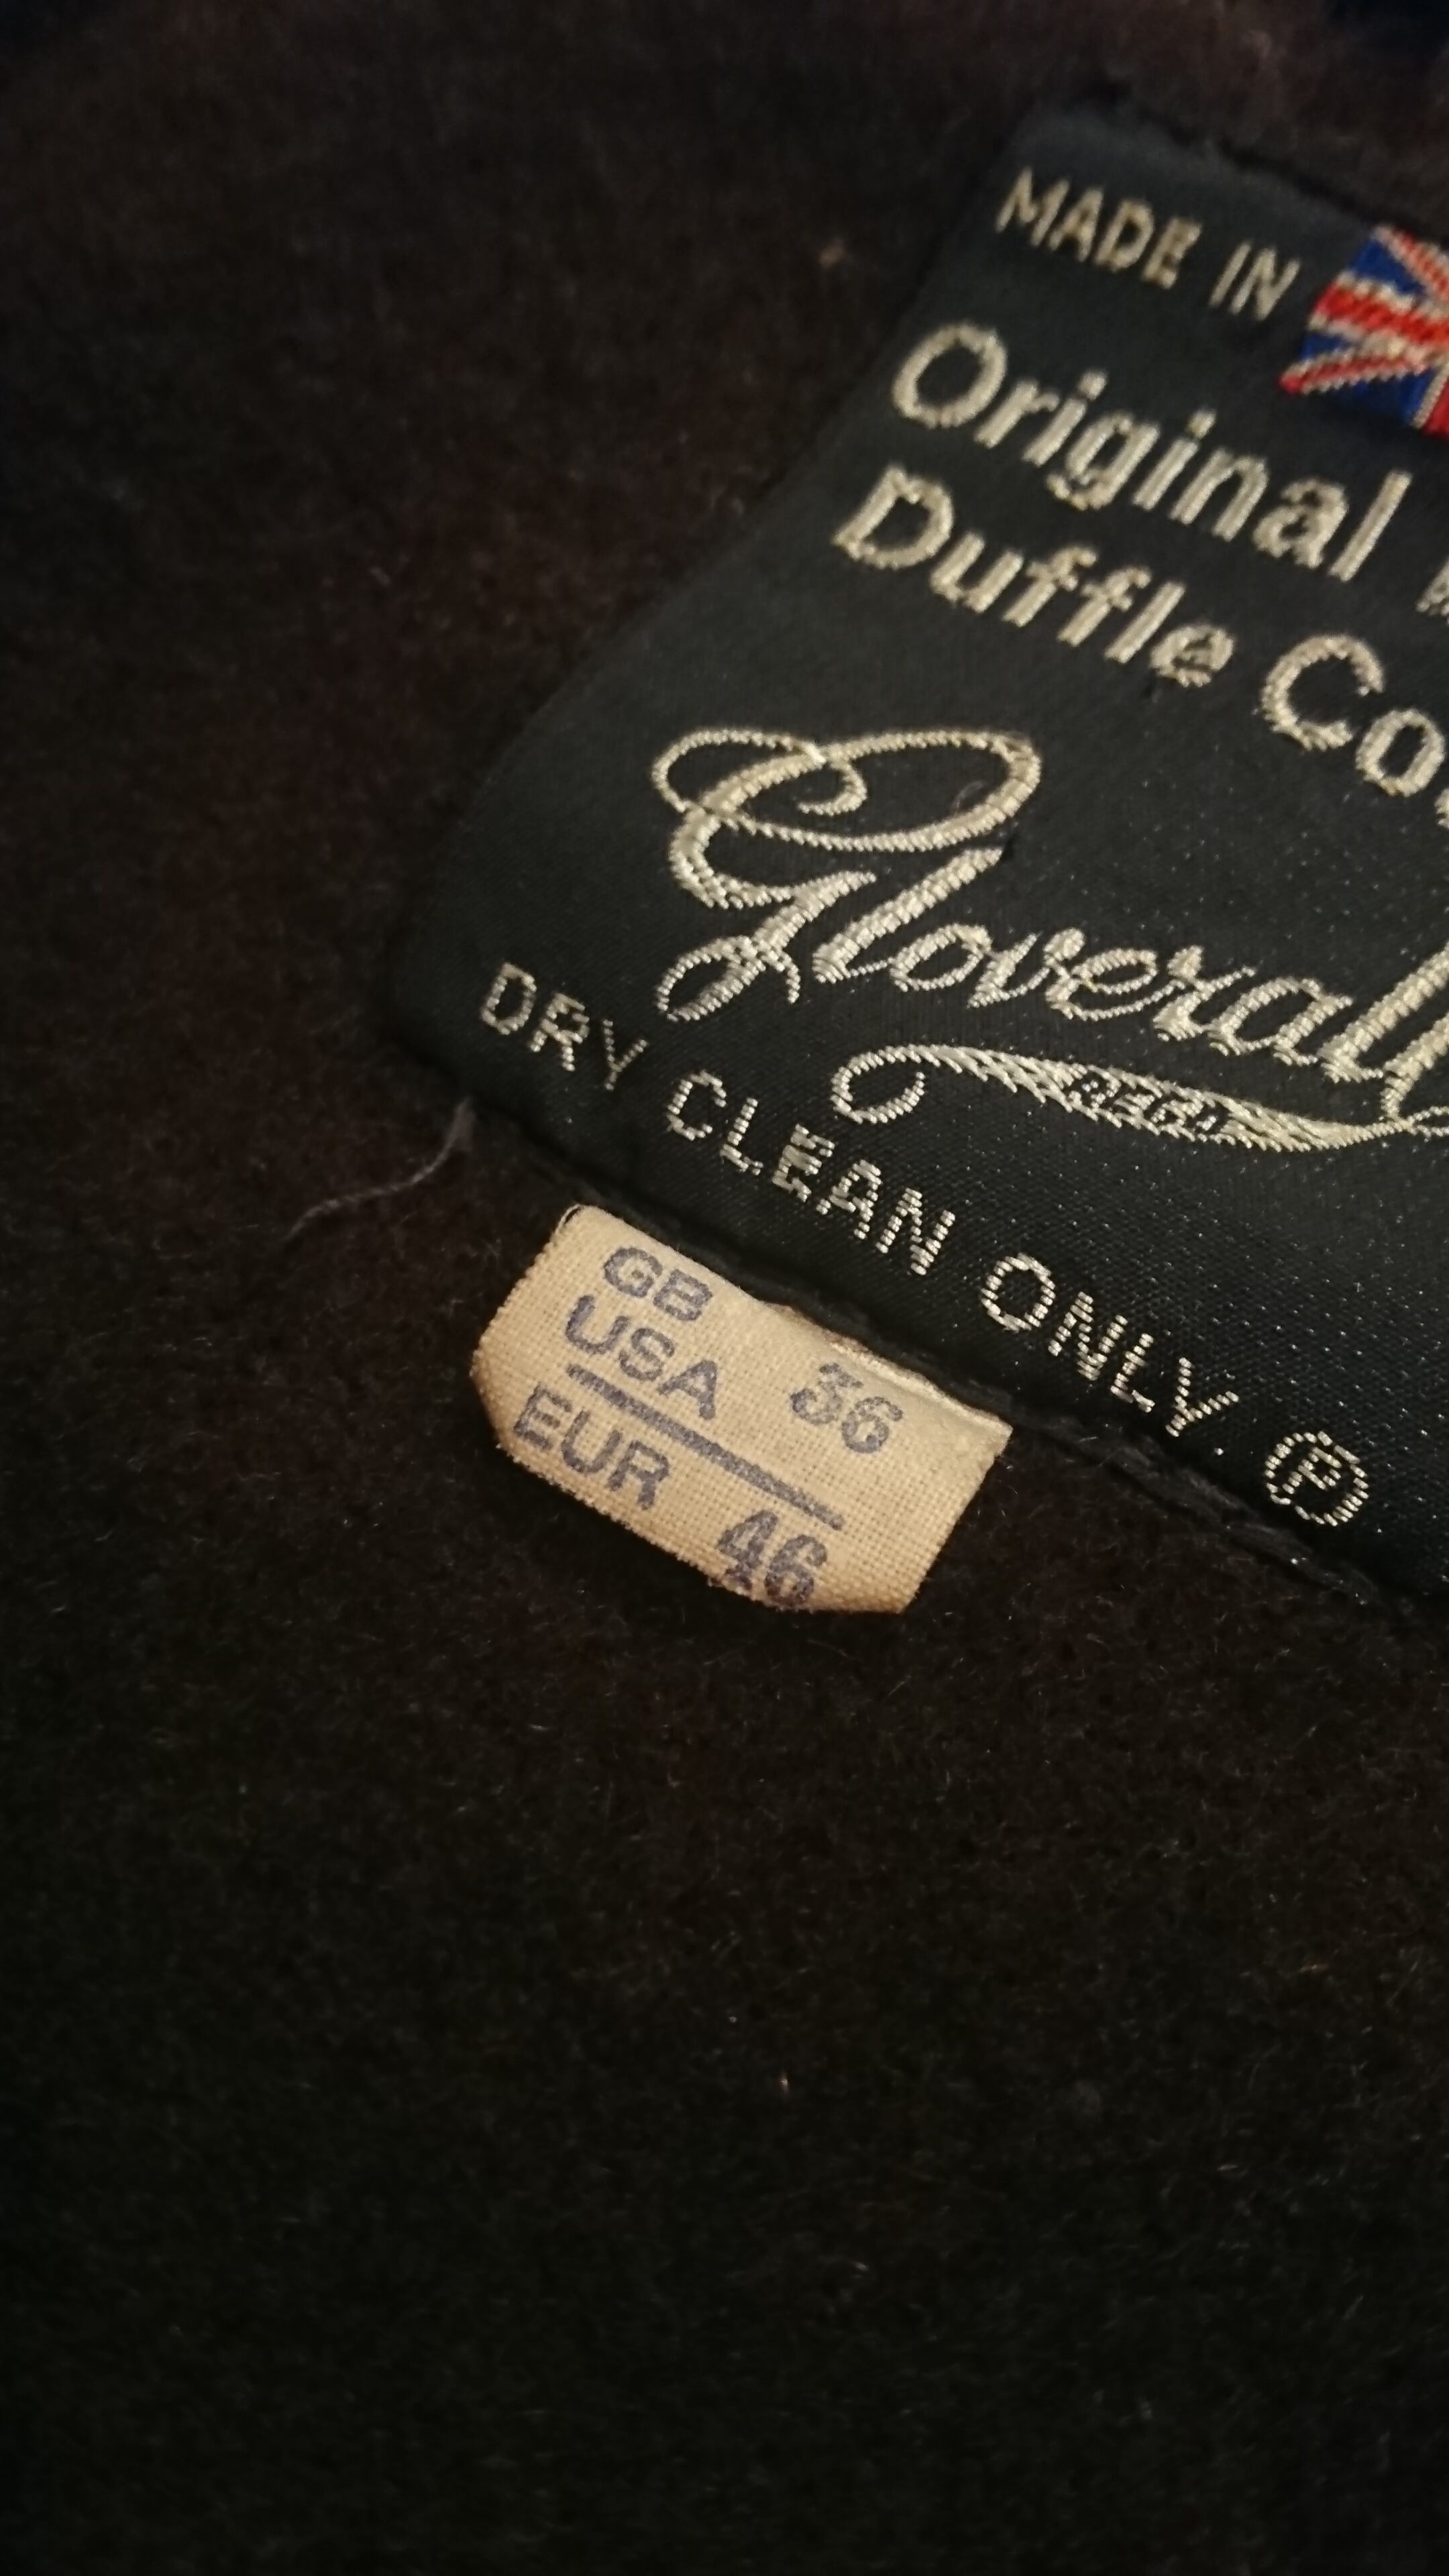 MADE IN
Original
Duffle Co
Gloverall
REGD
DRY CLEAN ONLY. Ⓟ
GB
USA 36
EUR 46